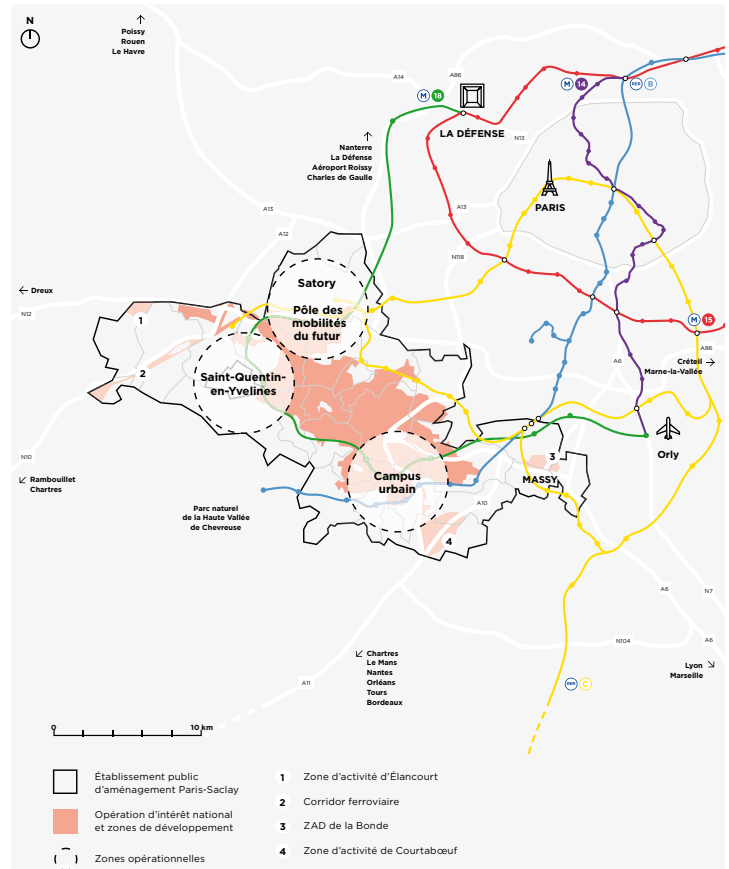 N
Poissy
Rouen
Le Havre
A14
A86
M 18
M 14
RER B
LA DÉFENSE
N13
Nanterre
La Défense
Aéroport Roissy
Charles de Gaulle
PARIS
A13
A13
A12
N118
Satory
Pôle des
mobilités
du futur
Dreux
N12
1
M 15
A86
Créteil
Marne-la-Vallée
A6
2
Saint-Quentin-
en-Yvelines
Orly
N10
Rambouillet
Chartres
Campus
urbain
3
MASSY
A10
Parc naturel
de la Haute Vallée
de Chevreuse
4
A6
N7
N104
A6
Chartres
Le Mans
Nantes
Orléans
Tours
Bordeaux
Lyon
Marseille
A11
RER C
0 10 km
Établissement public
d'aménagement Paris-Saclay
Opération d'intérêt national
et zones de développement
Zones opérationnelles
1 Zone d'activité d'Élancourt
2 Corridor ferroviaire
3 ZAD de la Bonde
4 Zone d'activité de Courtabœuf